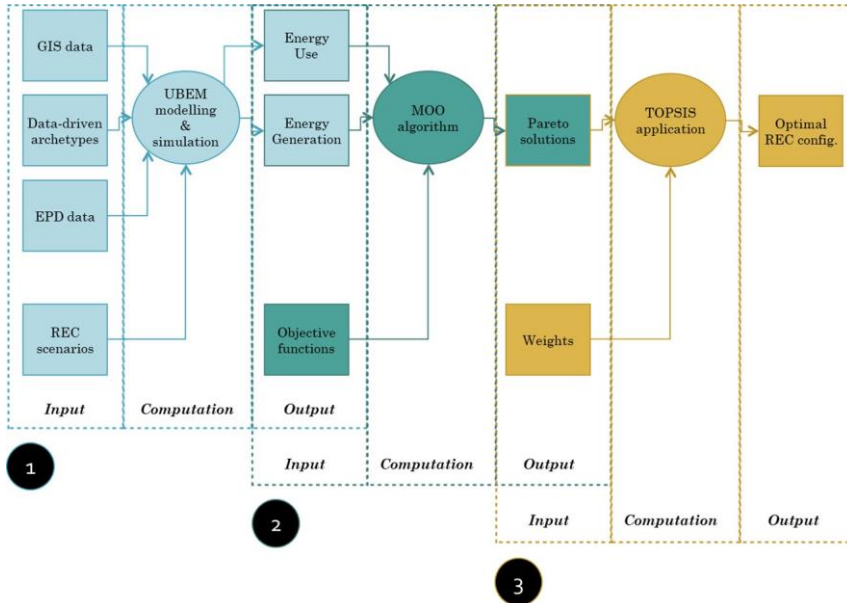 GIS data
Data-driven
archetypes
EPD data
REC
scenarios
UBEM
modelling
&
simulation
Energy
Use
Energy
Generation
Objective
functions
MOO
algorithm
Pareto
solutions
Weights
TOPSIS
application
Optimal
REC config.
Input
Computation
Output
1
Input
Computation
Output
2
Input
Computation
Output
3